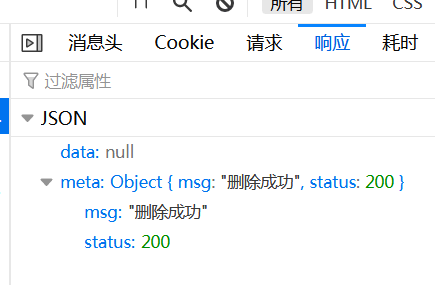 所有 HTML CSS
消息头 Cookie 请求 响应 耗时
过滤属性
JSON
data: null
meta: Object { msg: "删除成功", status: 200 }
msg: "删除成功"
status: 200